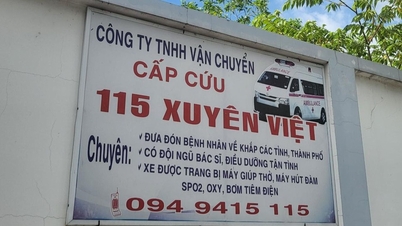 CÔNG TY TNHH VẬN CHUYỂN
CẤP CỨU
115 XUYÊN VIỆT
Chuyên:
✓ ĐƯA ĐÓN BỆNH NHÂN VỀ KHẮP CÁC TỈNH, THÀNH PHỐ
✓ CÓ ĐỘI NGŨ BÁC SĨ, ĐIỀU DƯỠNG TẬN TÌNH
✓ XE ĐƯỢC TRANG BỊ MÁY GIÚP THỞ, MÁY HÚT ĐÀM
SPO2, OXY, BƠM TIÊM ĐIỆN
094 9415 115
AMBULANCE